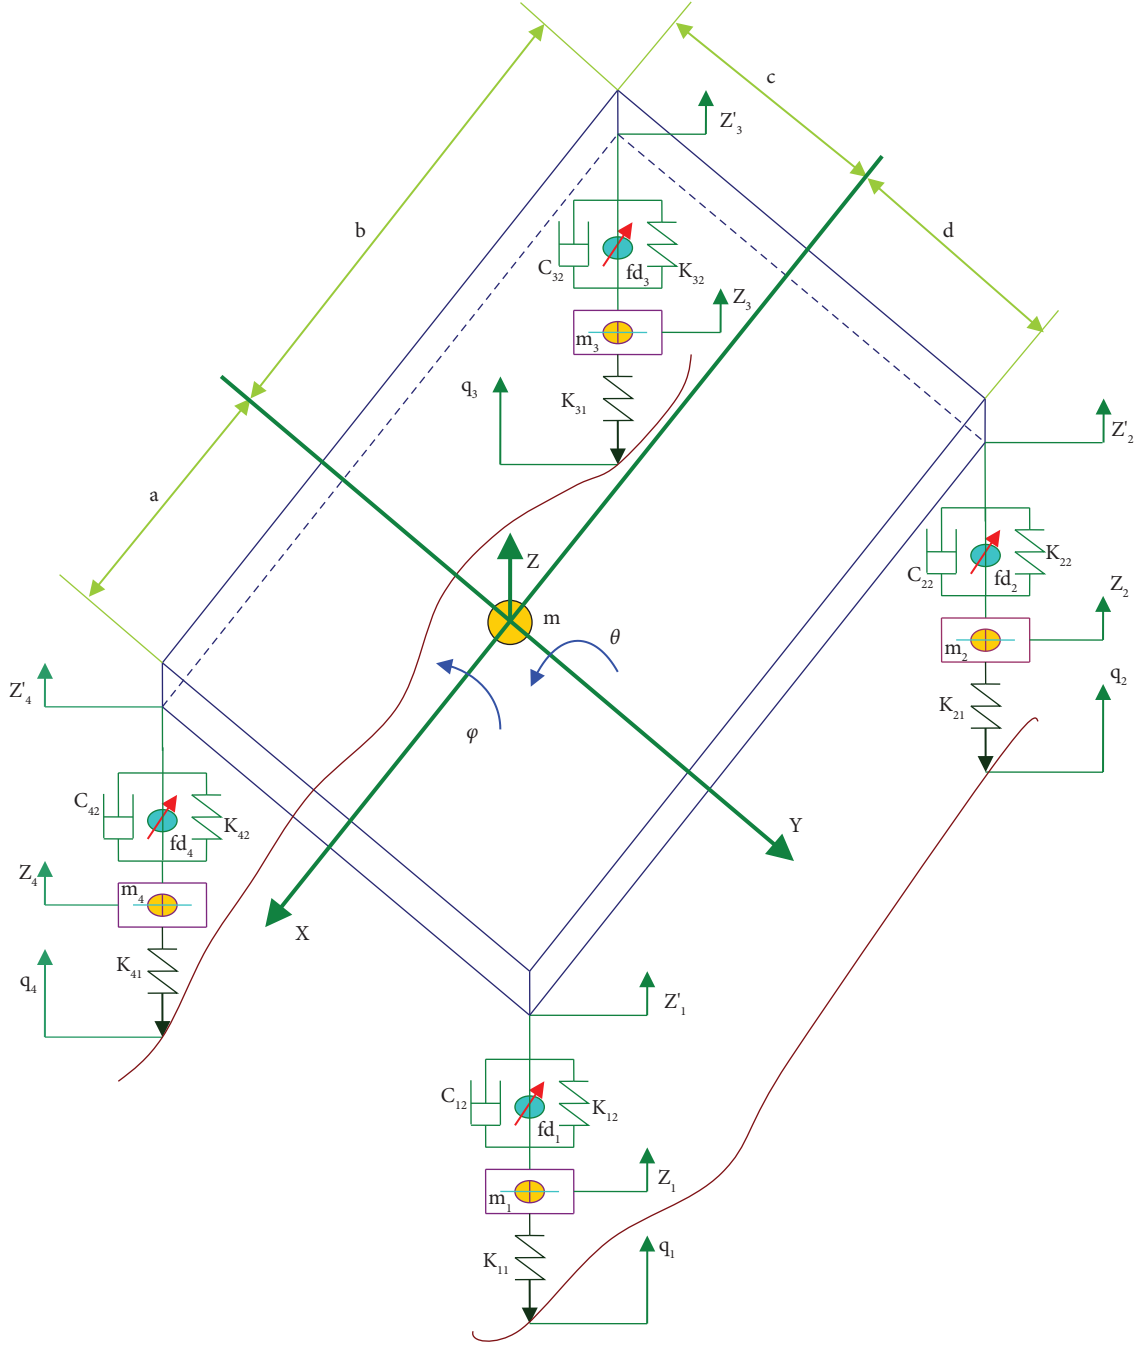 c
Z'₃
b
d
C₃₂
fd₃
K₃₂
Z₃
m₃
q₃
K₃₁
Z'₂
a
C₂₂
fd₂
K₂₂
Z
Z₂
m
m₂
θ
q₂
Z'₄
K₂₁
φ
C₄₂
fd₄
K₄₂
Y
Z₄
m₄
X
K₄₁
q₄
Z'₁
C₁₂
fd₁
K₁₂
Z₁
m₁
q₁
K₁₁